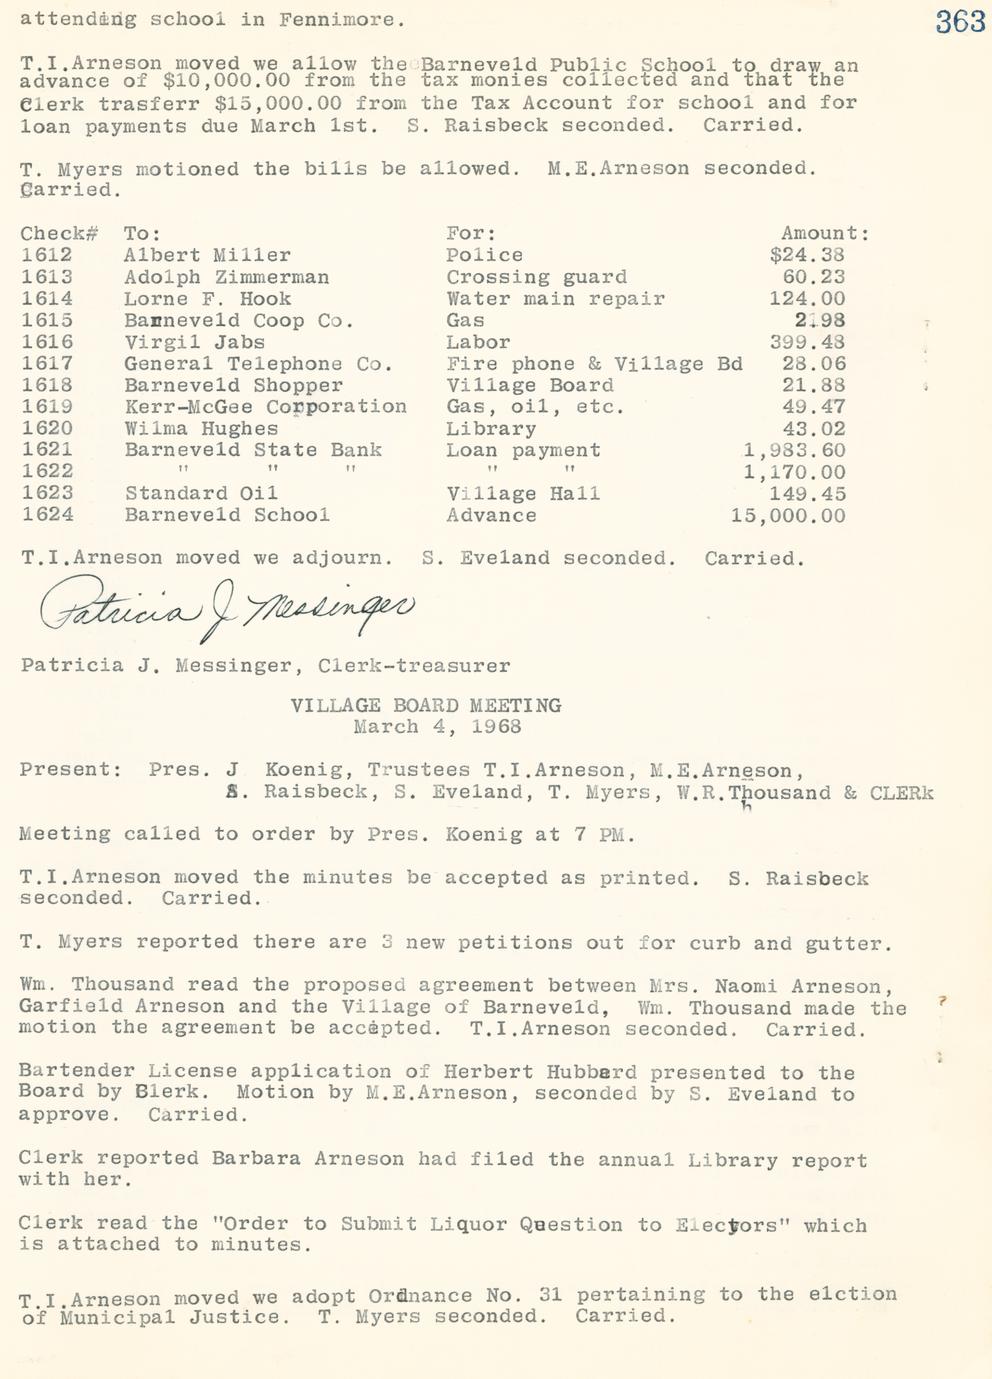 363
attending school in Fennimore.
T.I.Arneson moved we allow the Barneveld Public School to draw an
advance of $10,000.00 from the tax monies collected and that the
Clerk trasferr $15,000.00 from the Tax Account for school and for
loan payments due March 1st.  S. Raisbeck seconded.  Carried.
T. Myers motioned the bills be allowed.  M.E.Arneson seconded.
Carried.
Check#  To:  For:  Amount:
1612  Albert Miller  Police  $24.38
1613  Adolph Zimmerman  Crossing guard  60.23
1614  Lorne F. Hook  Water main repair  124.00
1615  Barneveld Coop Co.  Gas  2.98
1616  Virgil Jabs  Labor  399.48
1617  General Telephone Co.  Fire phone & Village Bd  28.06
1618  Barneveld Shopper  Village Board  21.88
1619  Kerr-McGee Corporation  Gas, oil, etc.  49.47
1620  Wilma Hughes  Library  43.02
1621  Barneveld State Bank  Loan payment  1,983.60
1622  "  "  "  "  "  1,170.00
1623  Standard Oil  Village Hall  149.45
1624  Barneveld School  Advance  15,000.00
T.I.Arneson moved we adjourn.  S. Eveland seconded.  Carried.
Patricia J Messinger
Patricia J. Messinger, Clerk-treasurer
VILLAGE BOARD MEETING
March 4, 1968
Present:  Pres. J  Koenig, Trustees T.I.Arneson, M.E.Arneson,
S. Raisbeck, S. Eveland, T. Myers, W.R.Thousand & CLERk
Meeting called to order by Pres. Koenig at 7 PM.
T.I.Arneson moved the minutes be accepted as printed.  S. Raisbeck
seconded.  Carried.
T. Myers reported there are 3 new petitions out for curb and gutter.
Wm. Thousand read the proposed agreement between Mrs. Naomi Arneson,
Garfield Arneson and the Village of Barneveld,  Wm. Thousand made the
motion the agreement be accepted.  T.I.Arneson seconded.  Carried.
Bartender License application of Herbert Hubbard presented to the
Board by Clerk.  Motion by M.E.Arneson, seconded by S. Eveland to
approve.  Carried.
Clerk reported Barbara Arneson had filed the annual Library report
with her.
Clerk read the "Order to Submit Liquor Question to Electors" which
is attached to minutes.
T.I.Arneson moved we adopt Ordnance No. 31 pertaining to the elction
of Municipal Justice.  T. Myers seconded.  Carried.